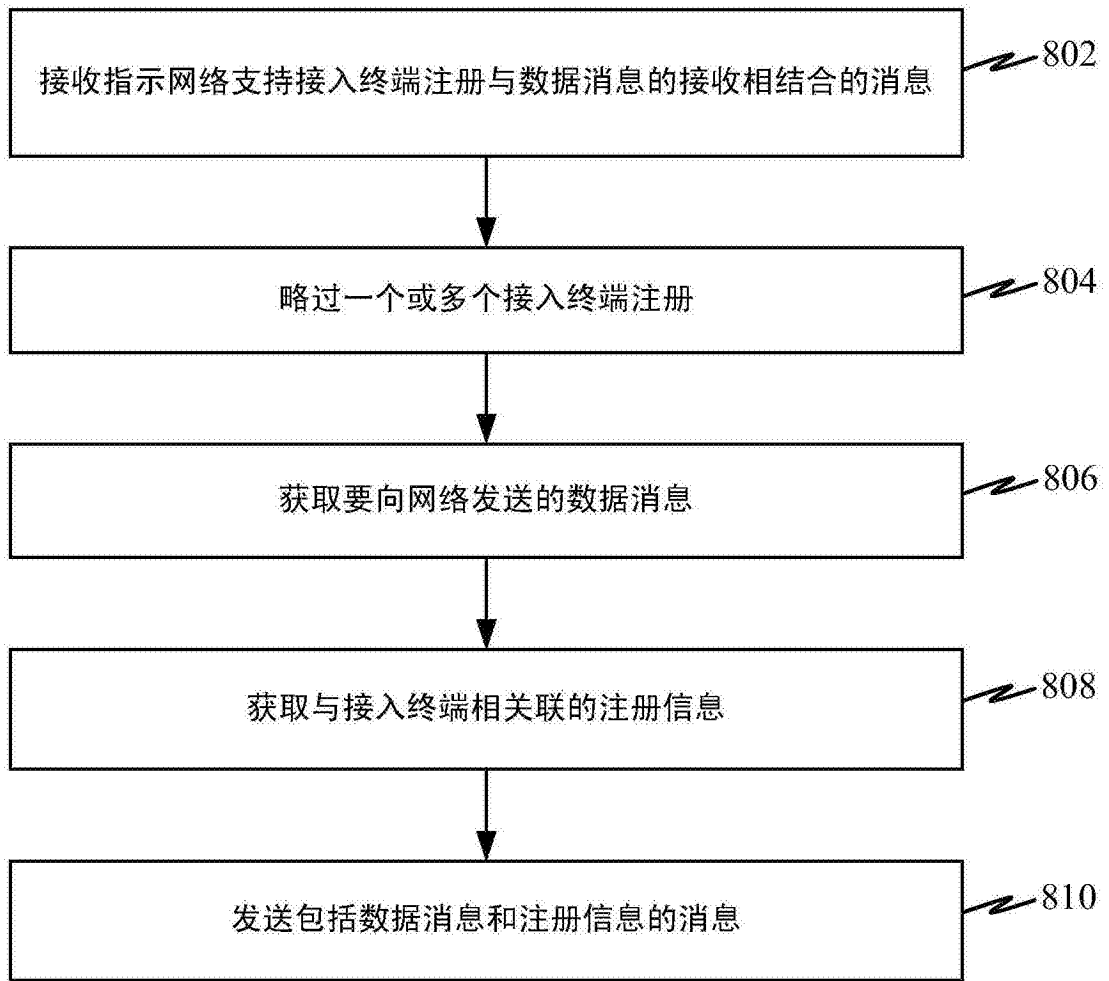 接收指示网络支持接入终端注册与数据消息的接收相结合的消息
802
略过一个或多个接入终端注册
804
获取要向网络发送的数据消息
806
获取与接入终端相关联的注册信息
808
发送包括数据消息和注册信息的消息
810